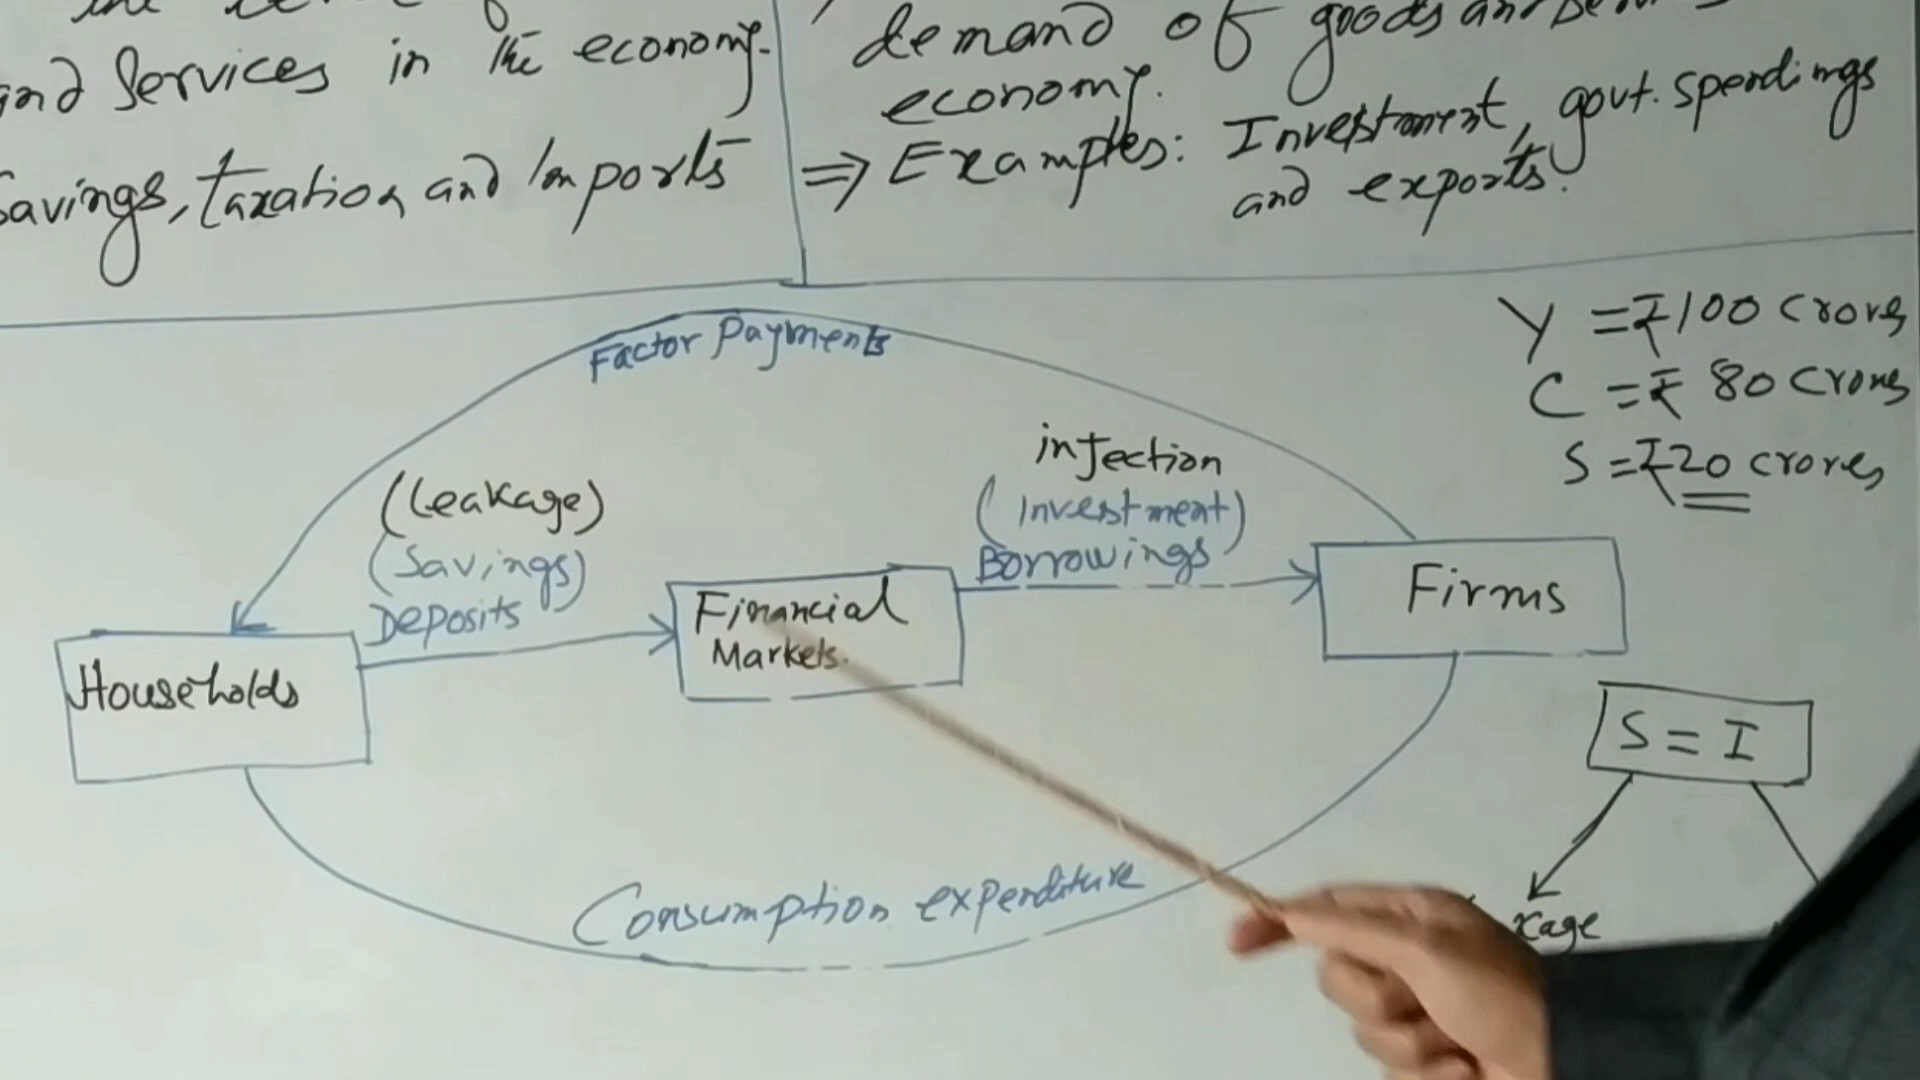 and Services in the economy.
Savings, taxation and Imports
demand of goods and
economy.
⇒ Examples: Investment, govt. spendings
and exports.
Factor Payments
Y = ₹100 Crores
C = ₹ 80 Crores
S = ₹20 crores
(Leakage)
(Savings)
Deposits
injection
(Investment)
Borrowings
Households
Financial
Markets.
Firms
S = I
Consumption expenditure